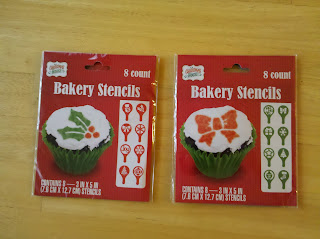 8 count
Bakery Stencils
CONTAINS 8 — 3 IN X 5 IN
(7.6 CM X 12.7 CM) STENCILS
8 count
Bakery Stencils
CONTAINS 8 — 3 IN X 5 IN
(7.6 CM X 12.7 CM) STENCILS